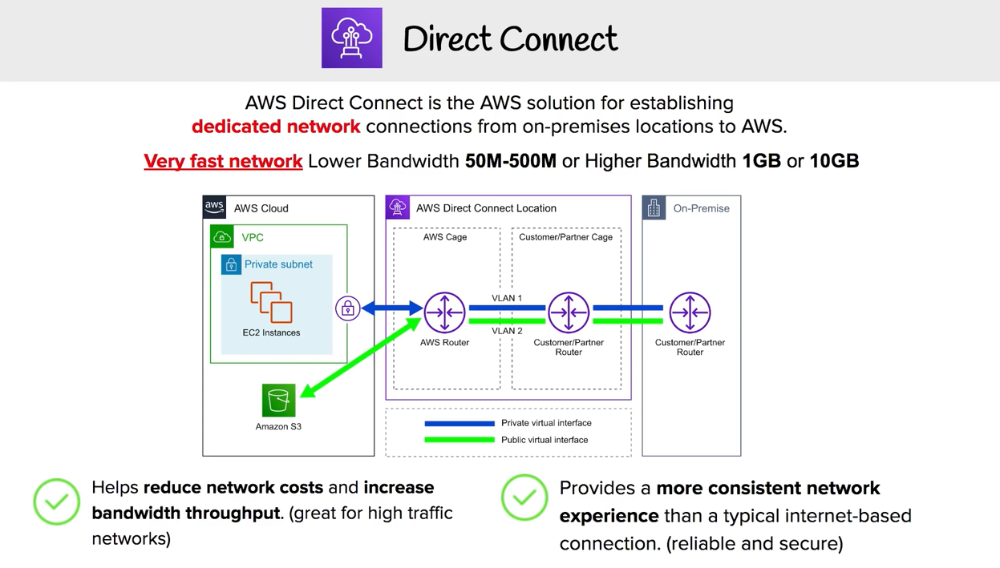 Direct Connect
AWS Direct Connect is the AWS solution for establishing
dedicated network connections from on-premises locations to AWS.
Very fast network Lower Bandwidth 50M-500M or Higher Bandwidth 1GB or 10GB
aws
AWS Cloud
VPC
Private subnet
EC2 Instances
Amazon S3
AWS Direct Connect Location
AWS Cage
Customer/Partner Cage
VLAN 1
VLAN 2
AWS Router
Customer/Partner
Router
On-Premise
Customer/Partner
Router
Private virtual interface
Public virtual interface
Helps reduce network costs and increase
bandwidth throughput. (great for high traffic
networks)
Provides a more consistent network
experience than a typical internet-based
connection. (reliable and secure)